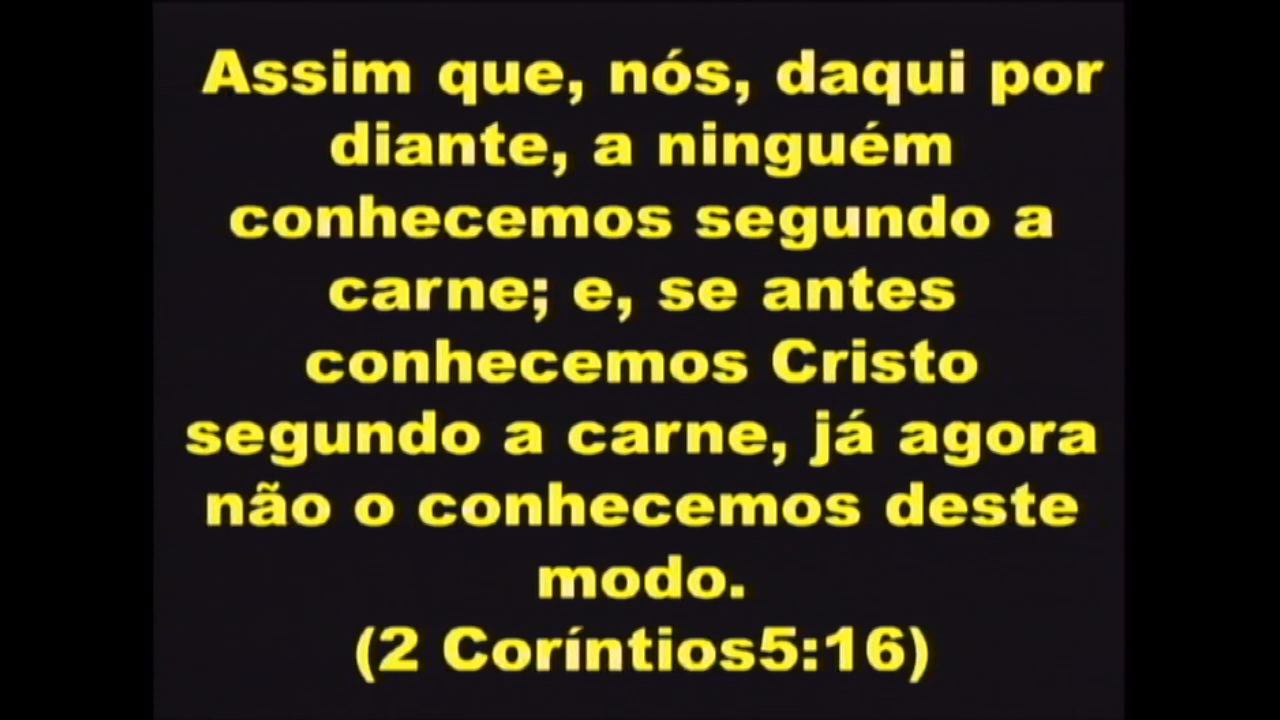 Assim que, nós, daqui por
diante, a ninguém
conhecemos segundo a
carne; e, se antes
conhecemos Cristo
segundo a carne, já agora
não o conhecemos deste
modo.
(2 Coríntios5:16)